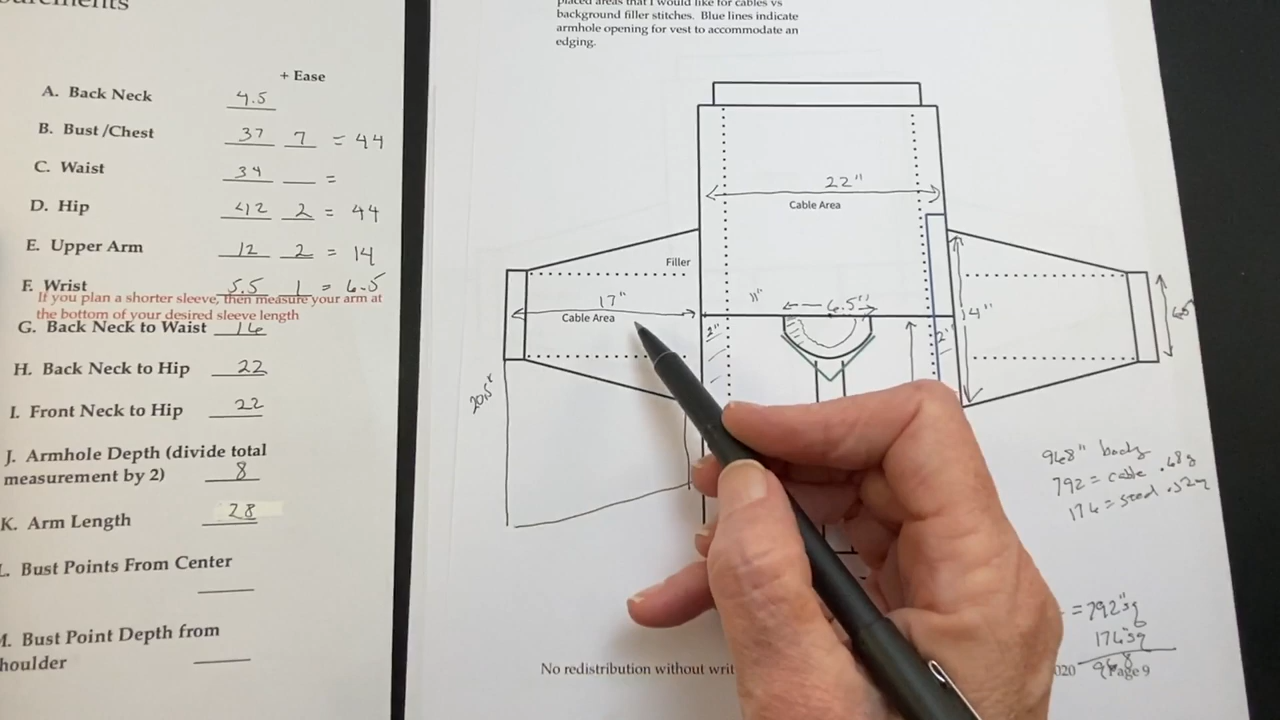 + Ease
A. Back Neck 4.5
B. Bust /Chest 37 7 = 44
C. Waist 34 =
D. Hip 42 2 = 44
E. Upper Arm 12 2 = 14
F. Wrist 5.5 1 = 6.5
If you plan a shorter sleeve, then measure your arm at
the bottom of your desired sleeve length
G. Back Neck to Waist 16
H. Back Neck to Hip 22
I. Front Neck to Hip 22
J. Armhole Depth (divide total
measurement by 2) 8
K. Arm Length 28
L. Bust Points From Center
M. Bust Point Depth from
houlder
placed areas that I would like for cables vs
background filler stitches. Blue lines indicate
armhole opening for vest to accommodate an
edging.
22"
Cable Area
Filler
17"
Cable Area
20.5"
6.5"
2"
2"
14"
968" body
792 = cable .68g
176 = seed .52g
= 792"sq
176"sq
968
No redistribution without writ
020 Page 9